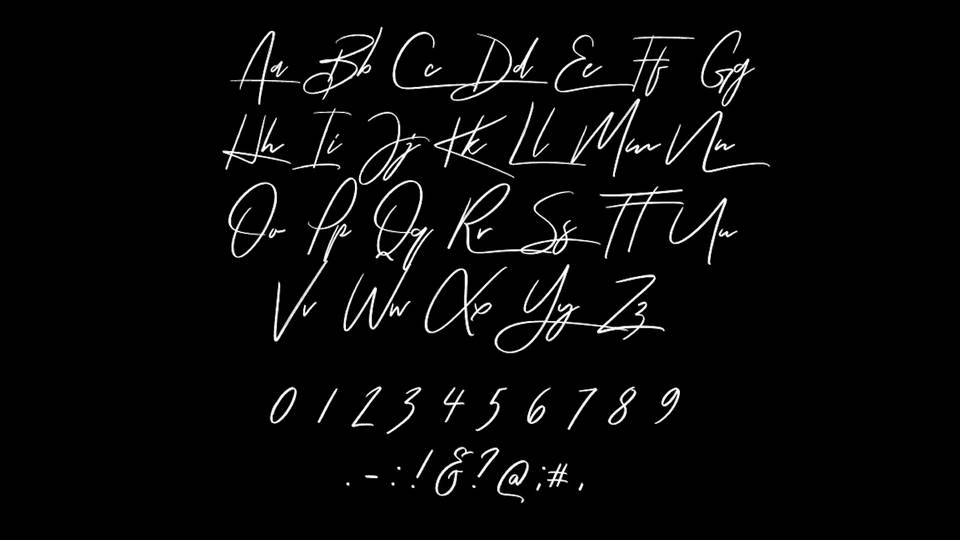 Aa Bb Cc Dd Ee Ff Gg
Hh Ii Jj Kk Ll Mm Nn
Oo Pp Qq Rr Ss Tt Uu
Vv Ww Xx Yy Zz
0 1 2 3 4 5 6 7 8 9
. - : ! & ? @ ; # ,